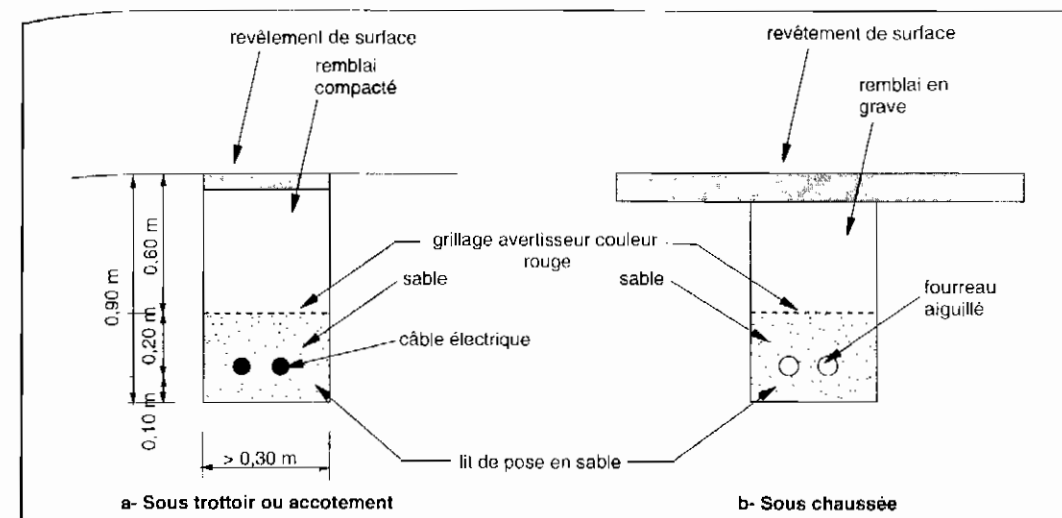 revêlement de surface
remblai
compacté
revêtement de surface
remblai en
grave
grillage avertisseur couleur
rouge
sable
sable
fourreau
aiguillé
câble électrique
0,90 m
0.60 m
0,20 m
0,10 m
> 0,30 m
lit de pose en sable
a- Sous trottoir ou accotement
b- Sous chaussée